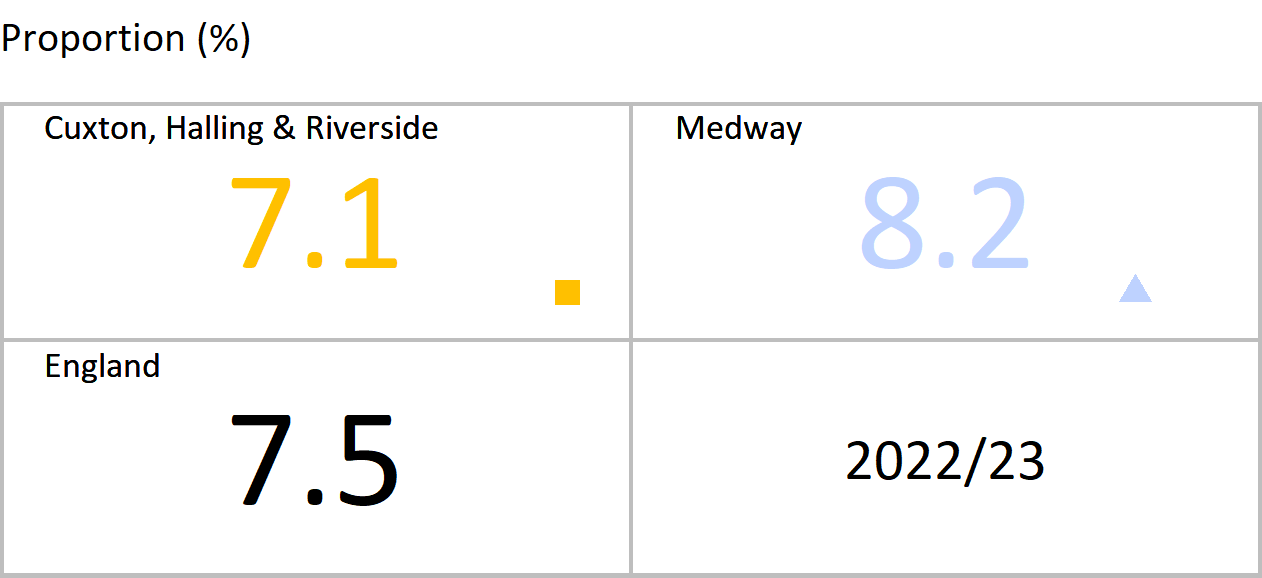 Proportion (%)
Cuxton, Halling & Riverside
7.1
Medway
8.2
England
7.5
2022/23